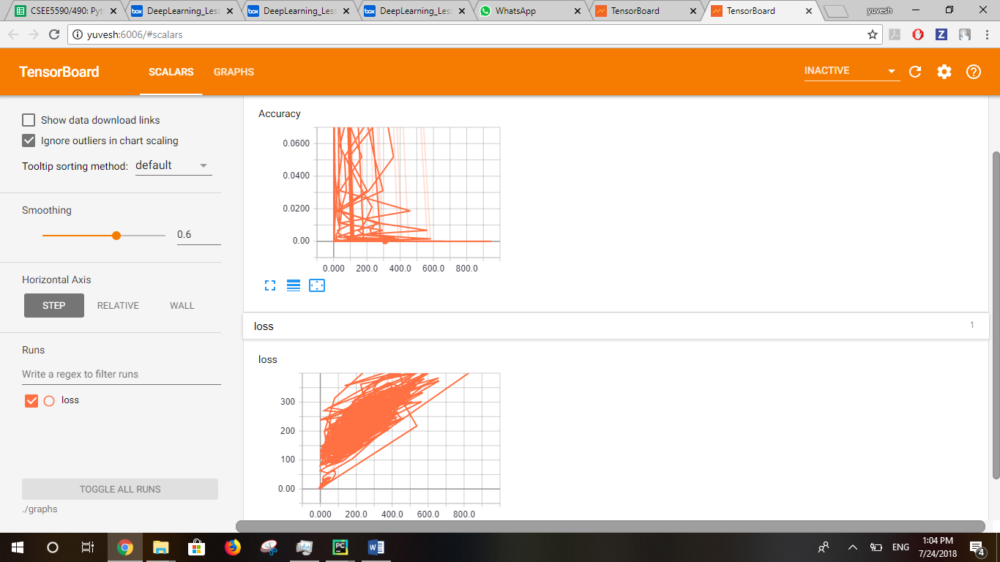 CSEE5590/490: Pyt
DeepLearning_Less
DeepLearning_Less
DeepLearning_Less
WhatsApp
TensorBoard
TensorBoard
yuvesh
yuvesh:6006/#scalars
TensorBoard
SCALARS
GRAPHS
INACTIVE
Show data download links
Ignore outliers in chart scaling
Tooltip sorting method: default
Smoothing
0.6
Horizontal Axis
STEP RELATIVE WALL
Runs
Write a regex to filter runs
loss
TOGGLE ALL RUNS
./graphs
Accuracy
0.0600
0.0400
0.0200
0.00
0.000 200.0 400.0 600.0 800.0
loss 1
loss
300
200
100
0.00
0.000 200.0 400.0 600.0 800.0
Z
PC
W
ENG
1:04 PM
7/24/2018
4